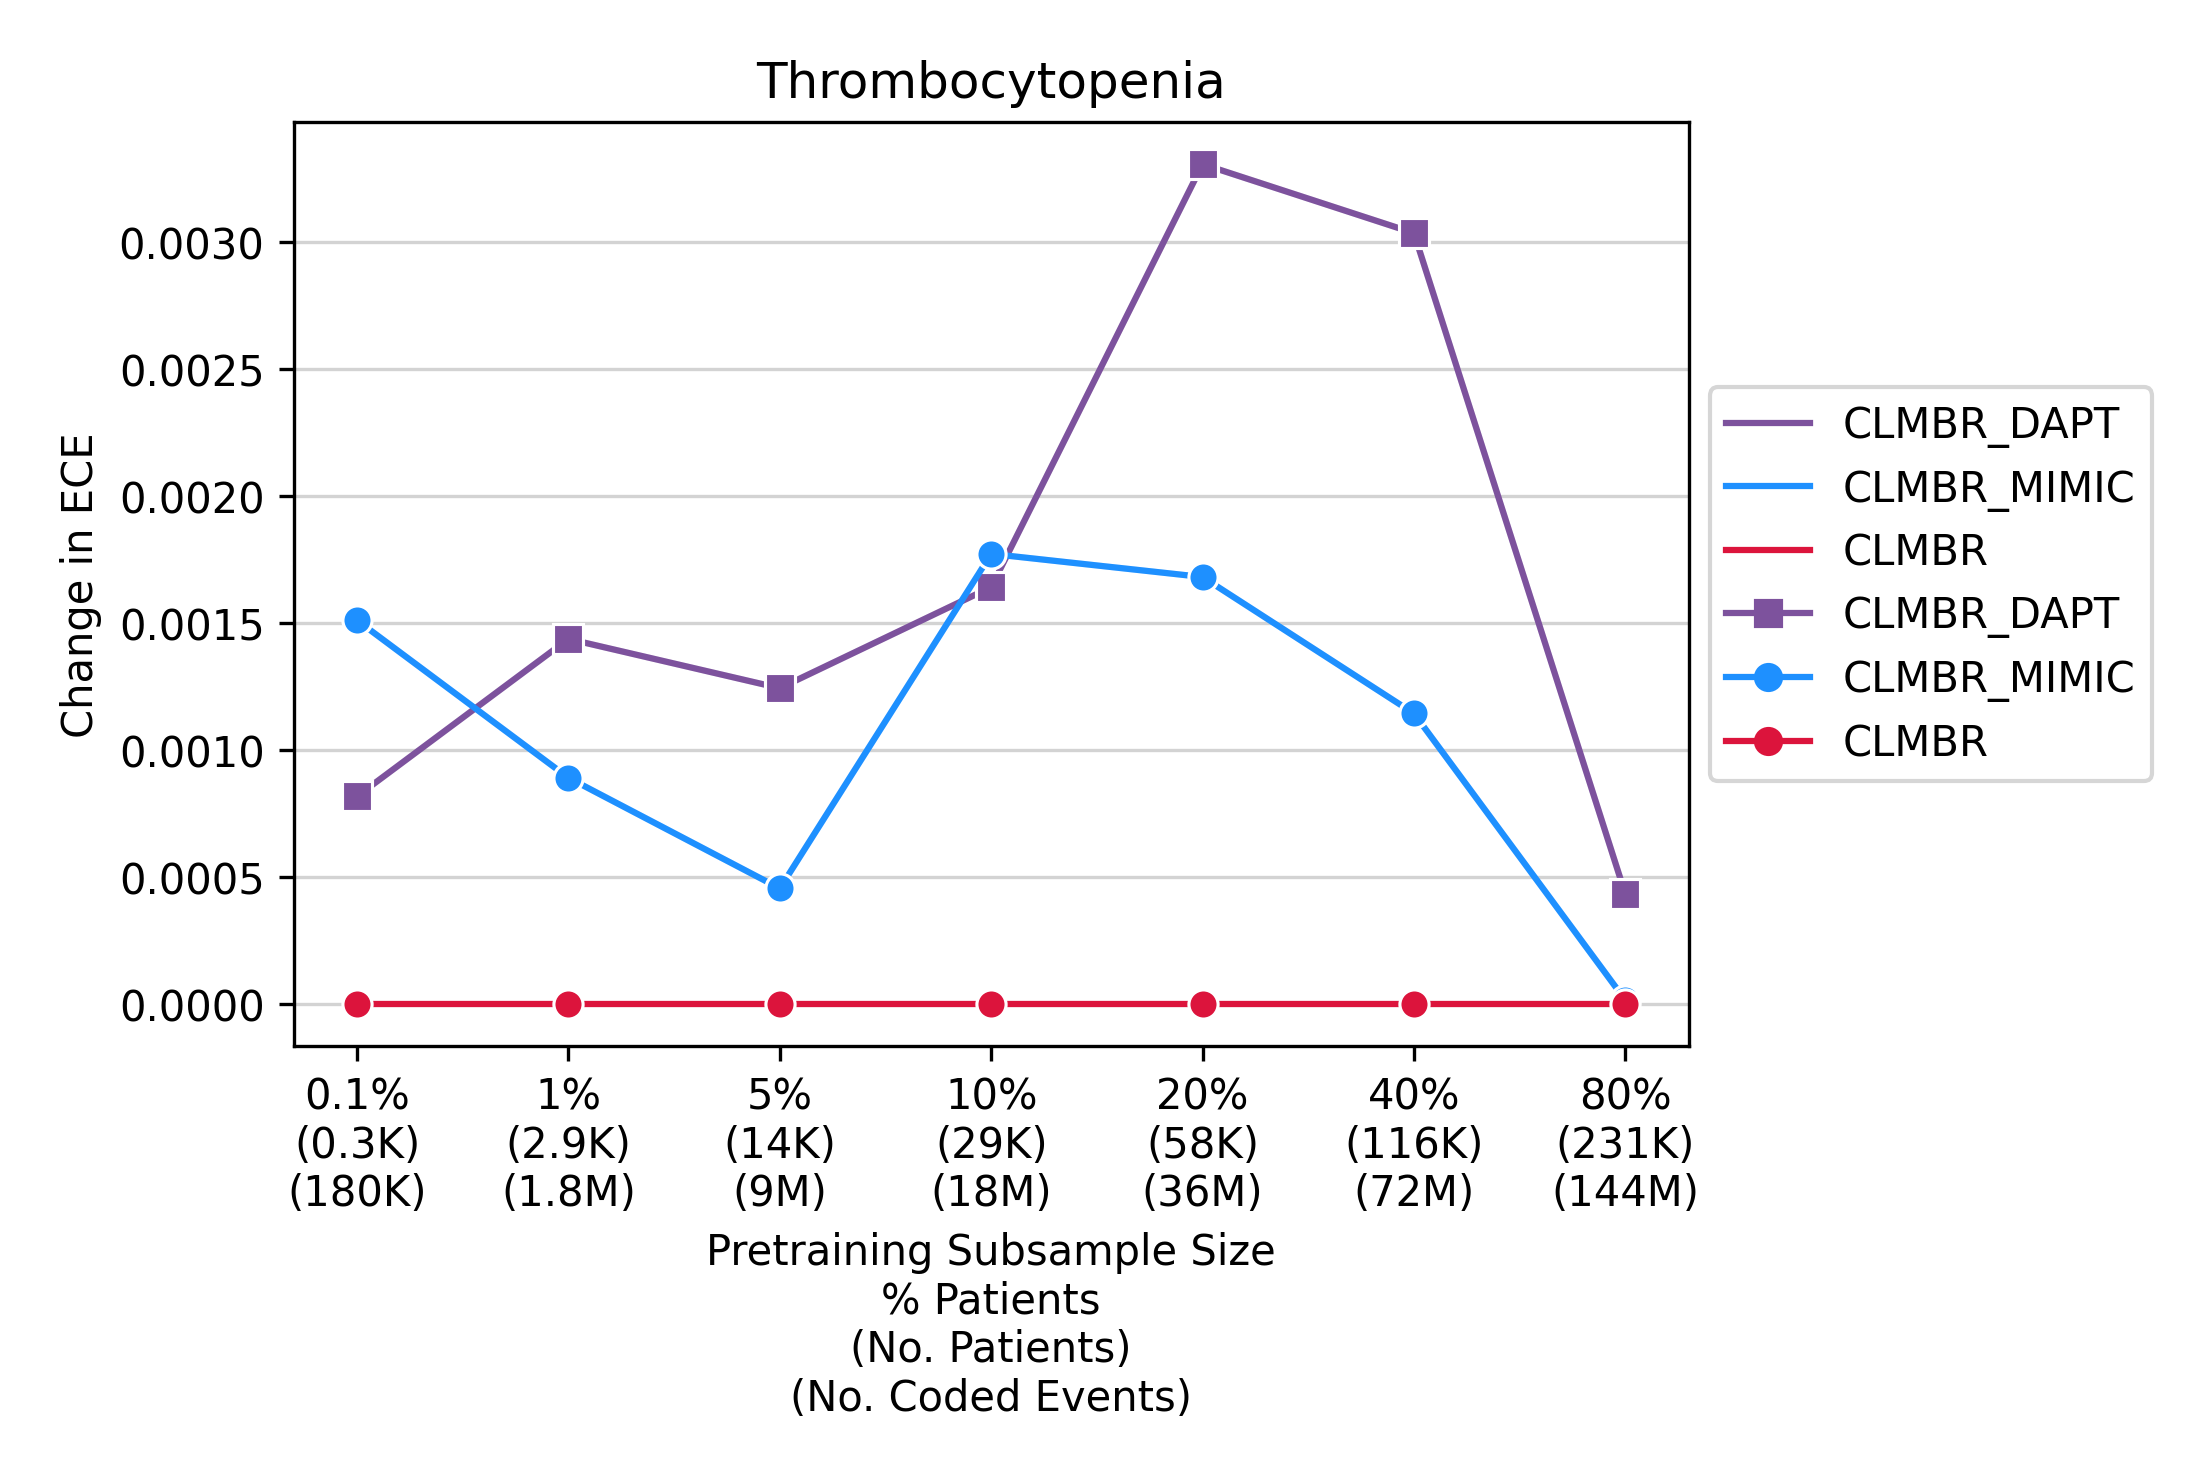 Thrombocytopenia
Change in ECE
0.0030
0.0025
0.0020
0.0015
0.0010
0.0005
0.0000
CLMBR_DAPT
CLMBR_MIMIC
CLMBR
CLMBR_DAPT
CLMBR_MIMIC
CLMBR
0.1% 1% 5% 10% 20% 40% 80%
(0.3K) (2.9K) (14K) (29K) (58K) (116K) (231K)
(180K) (1.8M) (9M) (18M) (36M) (72M) (144M)
Pretraining Subsample Size
% Patients
(No. Patients)
(No. Coded Events)